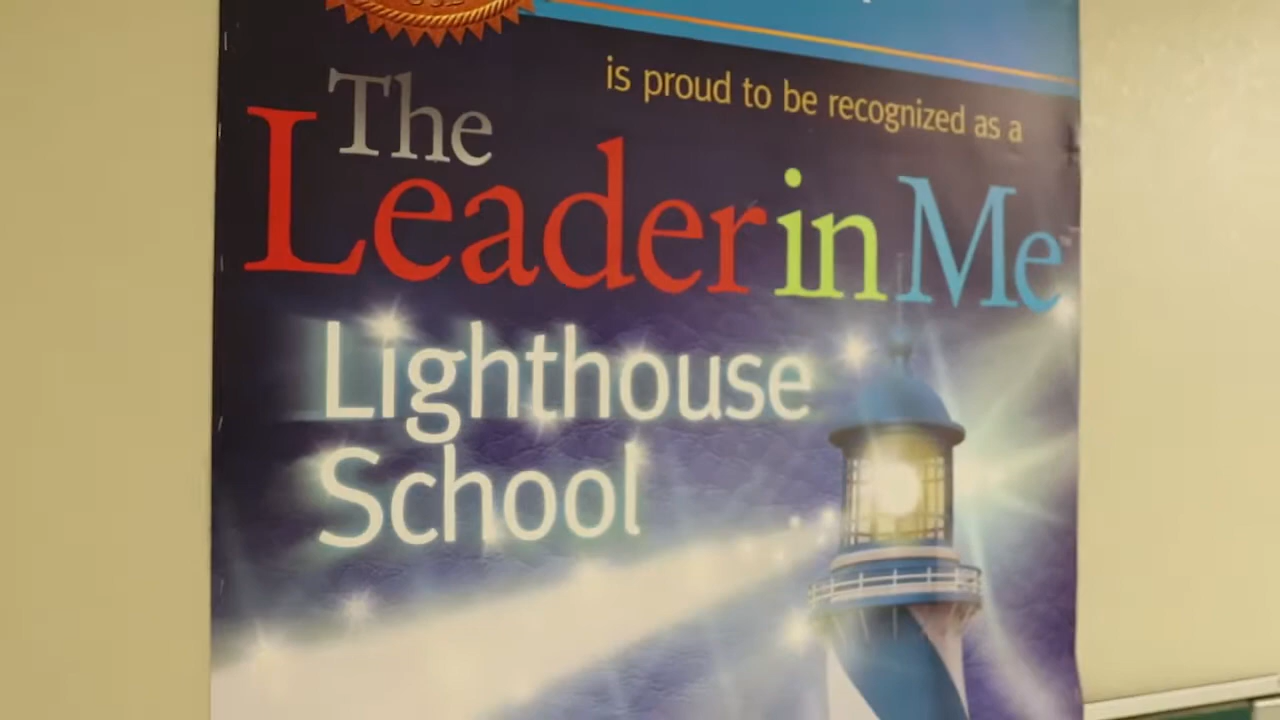 is proud to be recognized as a
The
Leader in Me
Lighthouse
School